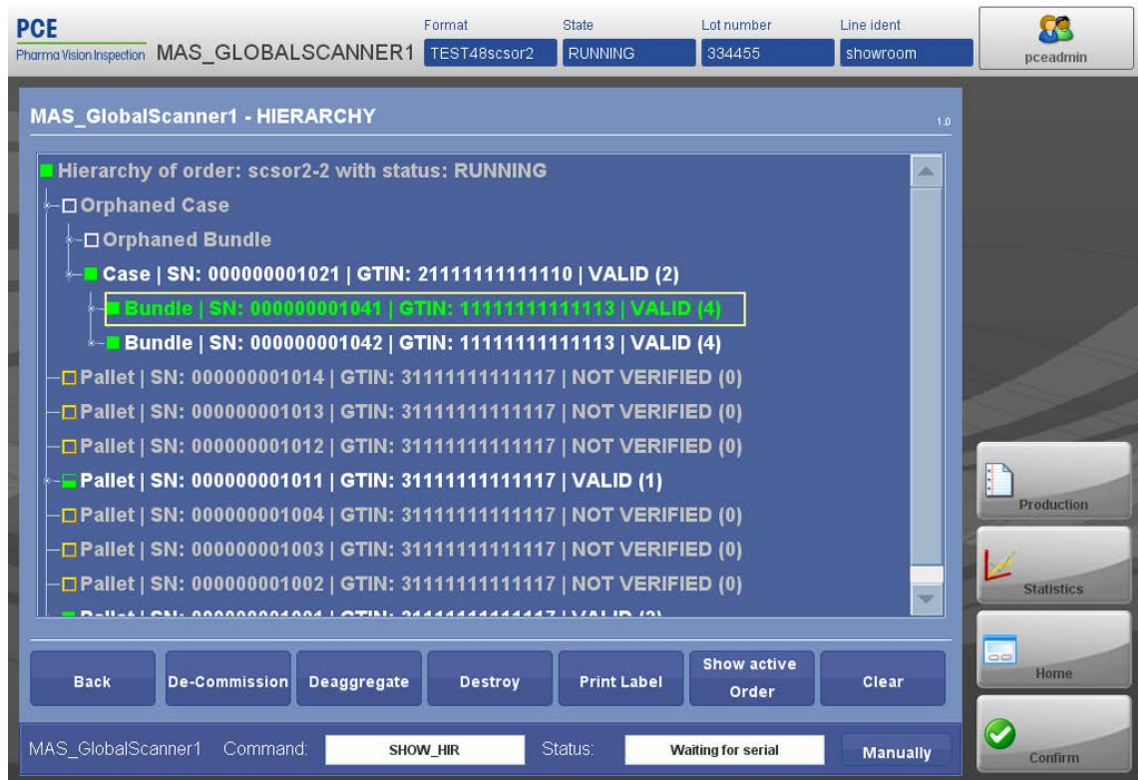 PCE
Pharma Vision Inspection
MAS_GLOBALSCANNER1
Format
TEST48scsor2
State
RUNNING
Lot number
334455
Line ident
showroom
pceadmin
MAS_GlobalScanner1 - HIERARCHY
1.0
Hierarchy of order: scsor2-2 with status: RUNNING
Orphaned Case
Orphaned Bundle
Case | SN: 000000001021 | GTIN: 21111111111110 | VALID (2)
Bundle | SN: 000000001041 | GTIN: 11111111111113 | VALID (4)
Bundle | SN: 000000001042 | GTIN: 11111111111113 | VALID (4)
Pallet | SN: 000000001014 | GTIN: 31111111111117 | NOT VERIFIED (0)
Pallet | SN: 000000001013 | GTIN: 31111111111117 | NOT VERIFIED (0)
Pallet | SN: 000000001012 | GTIN: 31111111111117 | NOT VERIFIED (0)
Pallet | SN: 000000001011 | GTIN: 31111111111117 | VALID (1)
Pallet | SN: 000000001004 | GTIN: 31111111111117 | NOT VERIFIED (0)
Pallet | SN: 000000001003 | GTIN: 31111111111117 | NOT VERIFIED (0)
Pallet | SN: 000000001002 | GTIN: 31111111111117 | NOT VERIFIED (0)
Pallet | SN: 000000001001 | GTIN: 31111111111117 | VALID
Production
Statistics
Home
Confirm
Back
De-Commission
Deaggregate
Destroy
Print Label
Show active
Order
Clear
MAS_GlobalScanner1
Command:
SHOW_HIR
Status:
Waiting for serial
Manually